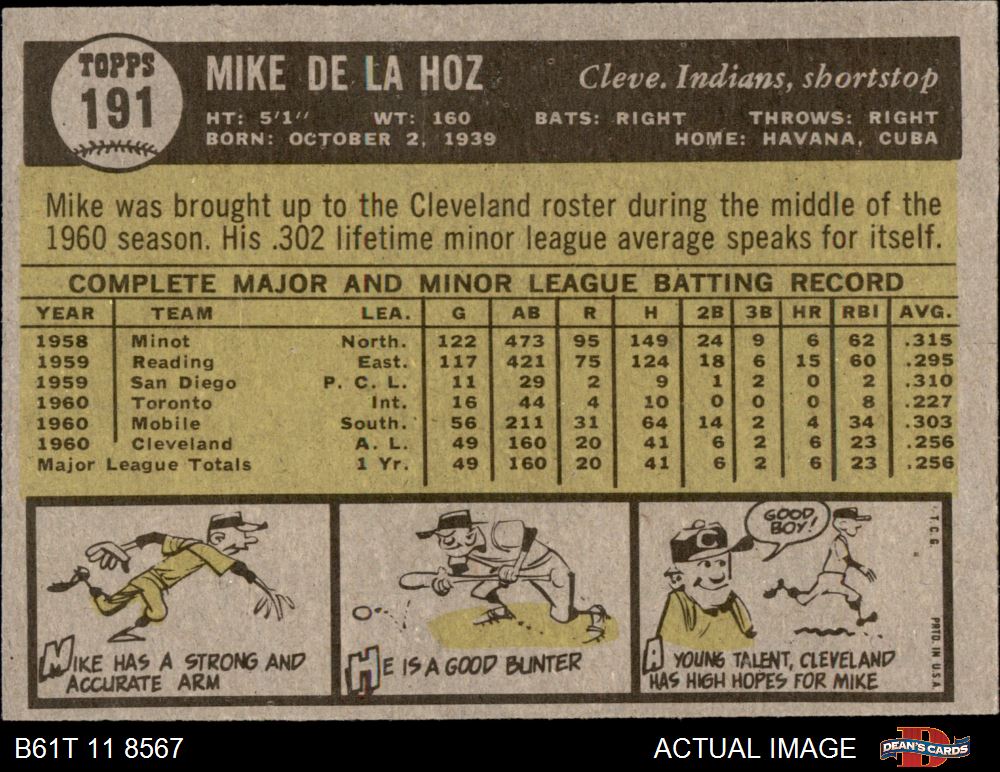 TOPPS
191
MIKE DE LA HOZ
Cleve. Indians, shortstop
HT: 5'1'' WT: 160 BATS: RIGHT THROWS: RIGHT
BORN: OCTOBER 2, 1939 HOME: HAVANA, CUBA
Mike was brought up to the Cleveland roster during the middle of the
1960 season. His .302 lifetime minor league average speaks for itself.
COMPLETE MAJOR AND MINOR LEAGUE BATTING RECORD
YEAR TEAM LEA. G AB R H 2B 3B HR RBI AVG.
1958 Minot North. 122 473 95 149 24 9 6 62 .315
1959 Reading East. 117 421 75 124 18 6 15 60 .295
1959 San Diego P. C. L. 11 29 2 9 1 2 0 2 .310
1960 Toronto Int. 16 44 4 10 0 0 0 8 .227
1960 Mobile South. 56 211 31 64 14 2 4 34 .303
1960 Cleveland A. L. 49 160 20 41 6 2 6 23 .256
Major League Totals 1 Yr. 49 160 20 41 6 2 6 23 .256
MIKE HAS A STRONG AND
ACCURATE ARM
HE IS A GOOD BUNTER
C
GOOD
BOY!
A YOUNG TALENT, CLEVELAND
HAS HIGH HOPES FOR MIKE
T.C.G.
PRTD. IN U.S.A.
B61T 11 8567
ACTUAL IMAGE
D
DEAN'S CARDS